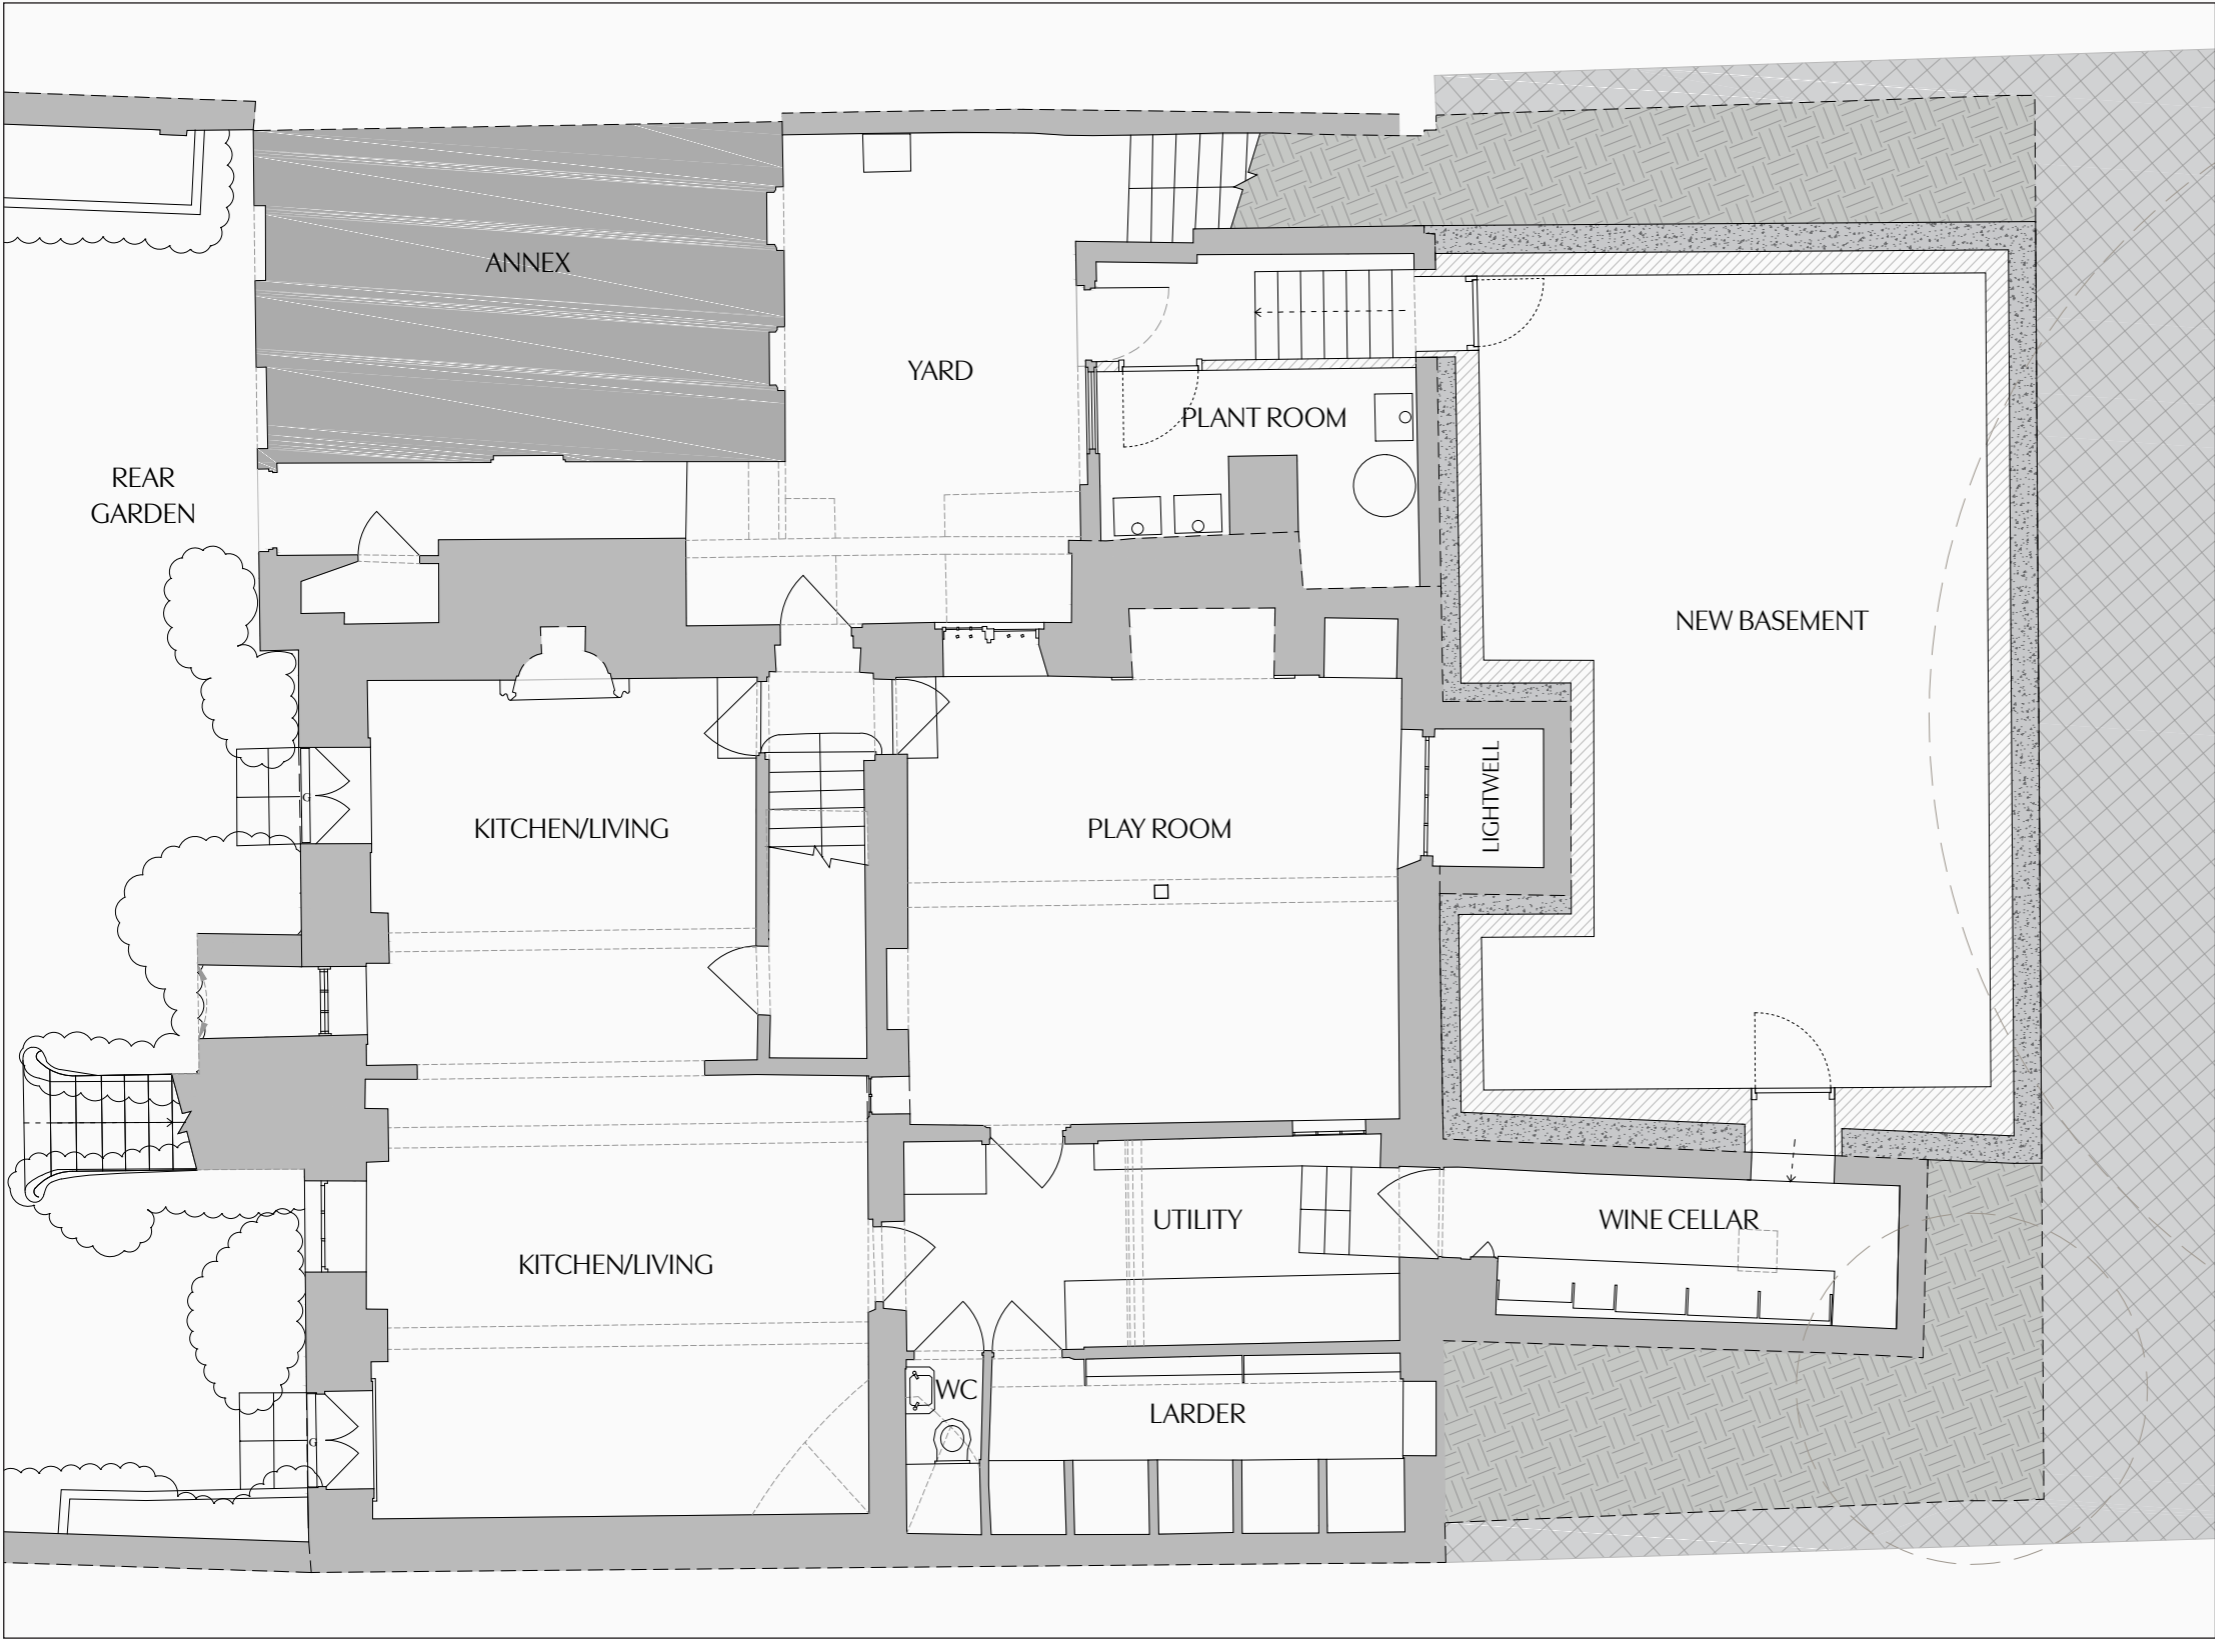 ANNEX
YARD
PLANT ROOM
REAR
GARDEN
NEW BASEMENT
LIGHTWELL
G
KITCHEN/LIVING
PLAY ROOM
UTILITY
WINE CELLAR
KITCHEN/LIVING
WC
LARDER
G